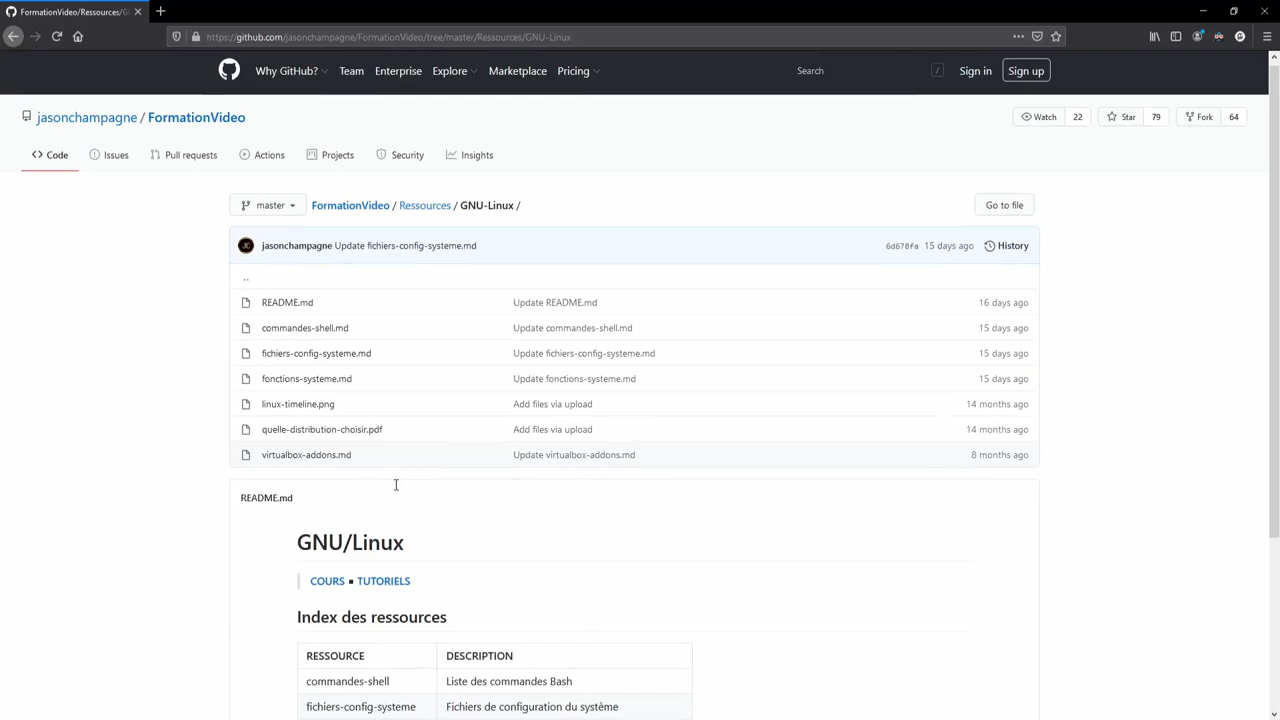 FormationVideo/Ressources/G
https://github.com/jasonchampagne/FormationVideo/tree/master/Ressources/GNU-Linux
Why GitHub? Team Enterprise Explore Marketplace Pricing Search / Sign in Sign up
jasonchampagne / FormationVideo Watch 22 Star 79 Fork 64
Code Issues Pull requests Actions Projects Security Insights
master FormationVideo / Ressources / GNU-Linux / Go to file
JC jasonchampagne Update fichiers-config-systeme.md 6d678fa 15 days ago History
..
README.md Update README.md 16 days ago
commandes-shell.md Update commandes-shell.md 15 days ago
fichiers-config-systeme.md Update fichiers-config-systeme.md 15 days ago
fonctions-systeme.md Update fonctions-systeme.md 15 days ago
linux-timeline.png Add files via upload 14 months ago
quelle-distribution-choisir.pdf Add files via upload 14 months ago
virtualbox-addons.md Update virtualbox-addons.md 8 months ago
README.md
GNU/Linux
COURS ▪ TUTORIELS
Index des ressources
RESSOURCE DESCRIPTION
commandes-shell Liste des commandes Bash
fichiers-config-systeme Fichiers de configuration du système